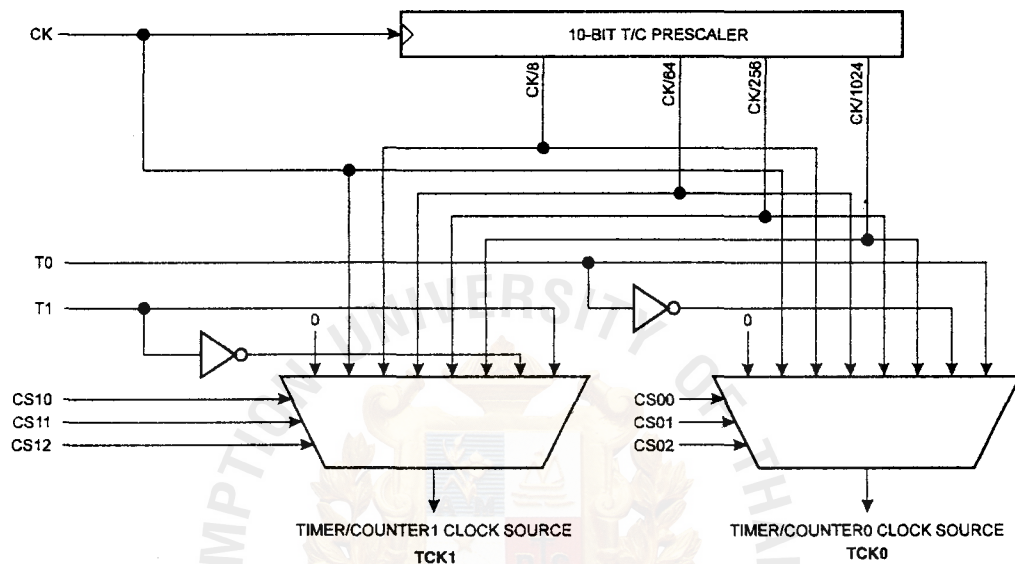 CK
10-BIT T/C PRESCALER
CK/8
CK/64
CK/256
CK/1024
T0
T1
0
0
CS10
CS11
CS12
CS00
CS01
CS02
TIMER/COUNTER1 CLOCK SOURCE
TCK1
TIMER/COUNTER0 CLOCK SOURCE
TCK0